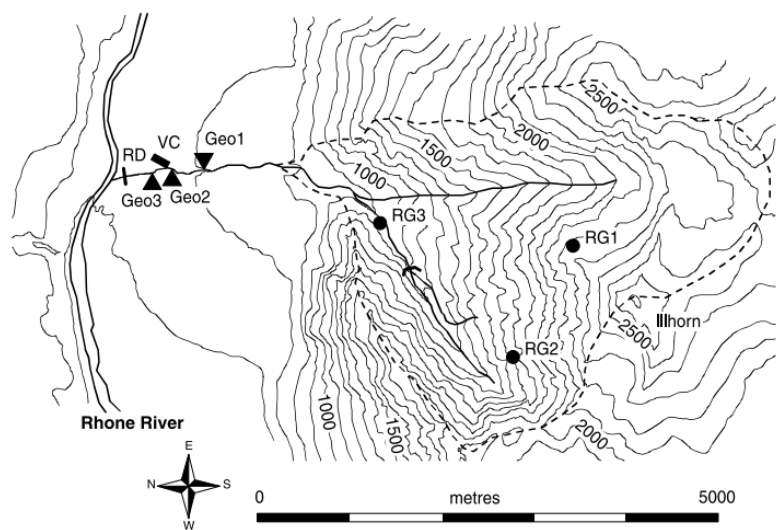 2500
2000
1500
1000
Geo1
VC
RD
Geo3
Geo2
RG3
RG1
Illhorn
2500
RG2
Rhone River
1000
1500
2000
E
N
S
W
0
metres
5000